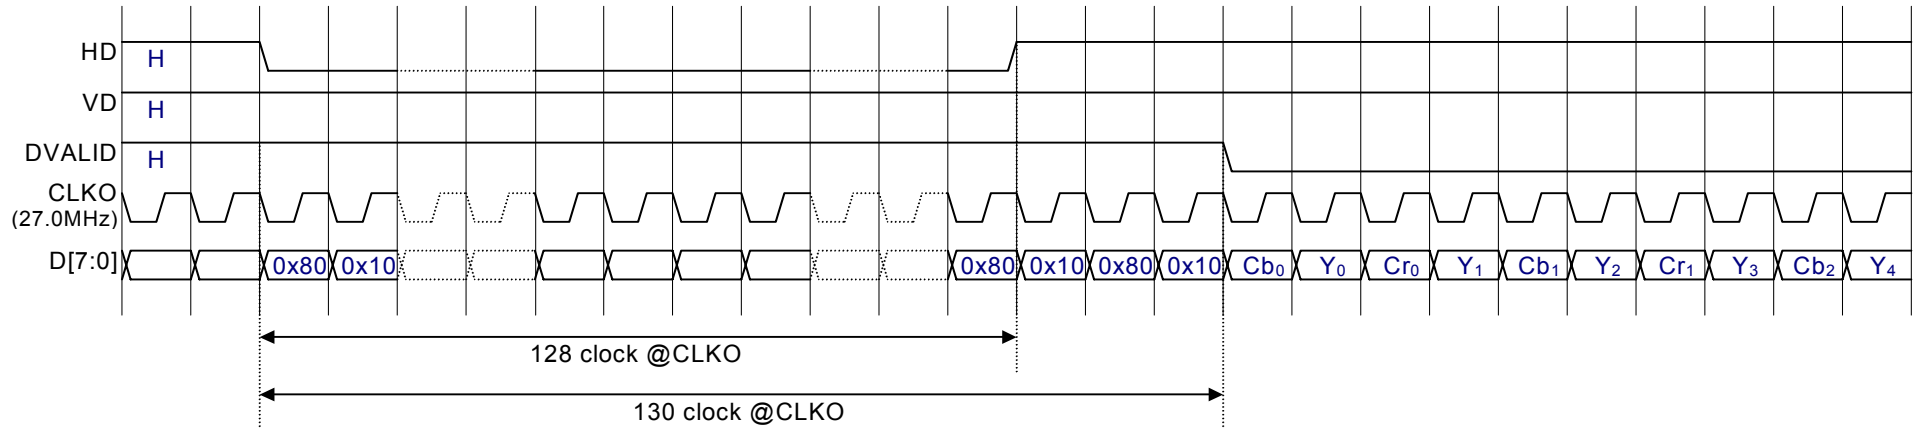 HD H
VD H
DVALID H
CLKO
(27.0MHz)
D[7:0] 0x80 0x10 0x80 0x10 0x80 0x10 Cb0 Y0 Cr0 Y1 Cb1 Y2 Cr1 Y3 Cb2 Y4
128 clock @CLKO
130 clock @CLKO